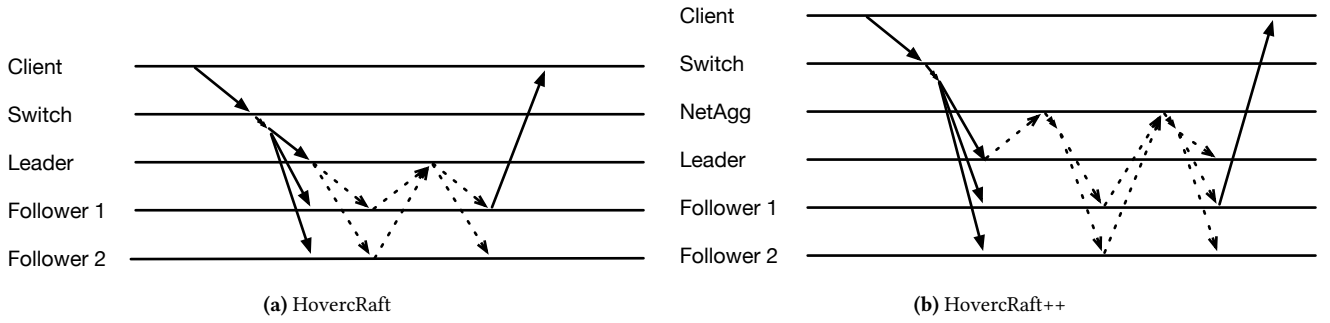 Client
Switch
Leader
Follower 1
Follower 2
(a) HovercRaft
Client
Switch
NetAgg
Leader
Follower 1
Follower 2
(b) HovercRaft++